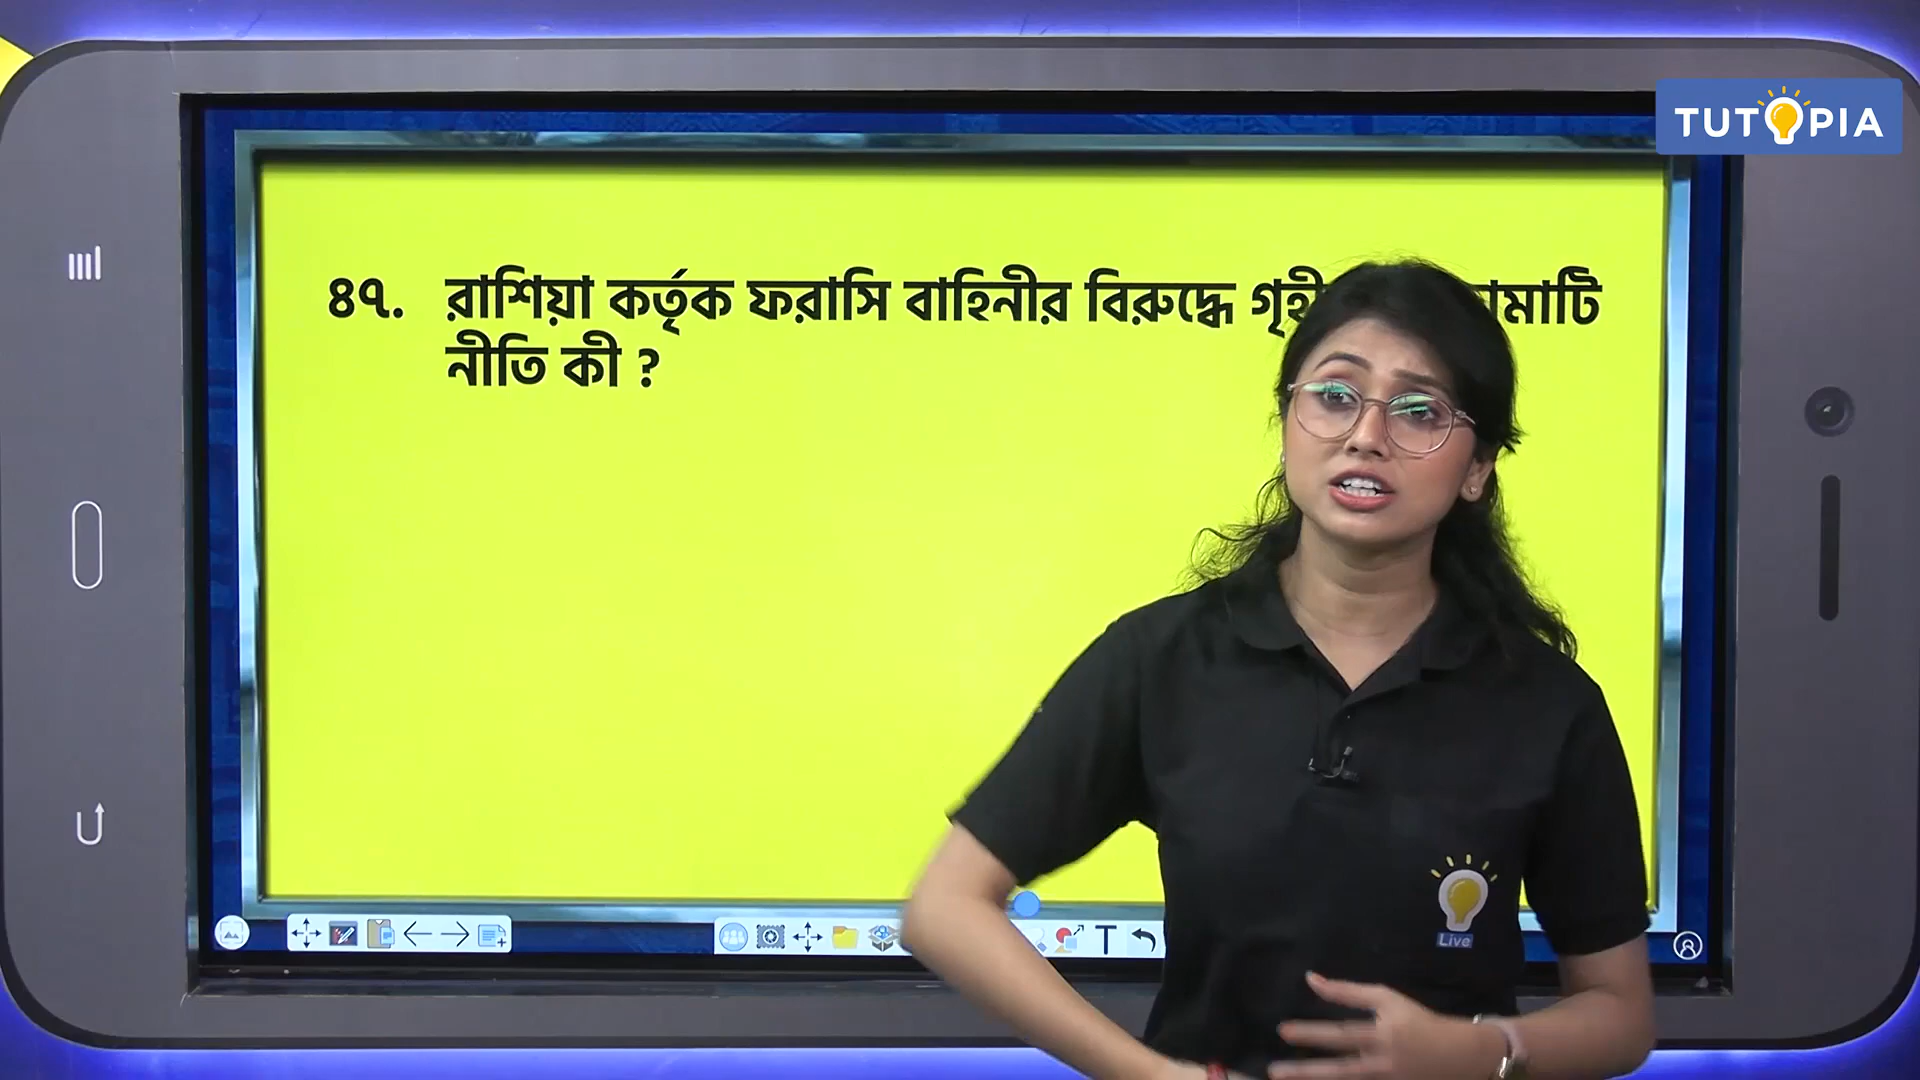 TUTOPIA
৪৭. রাশিয়া কর্তৃক ফরাসি বাহিনীর বিরুদ্ধে
নীতি কী ?
Live